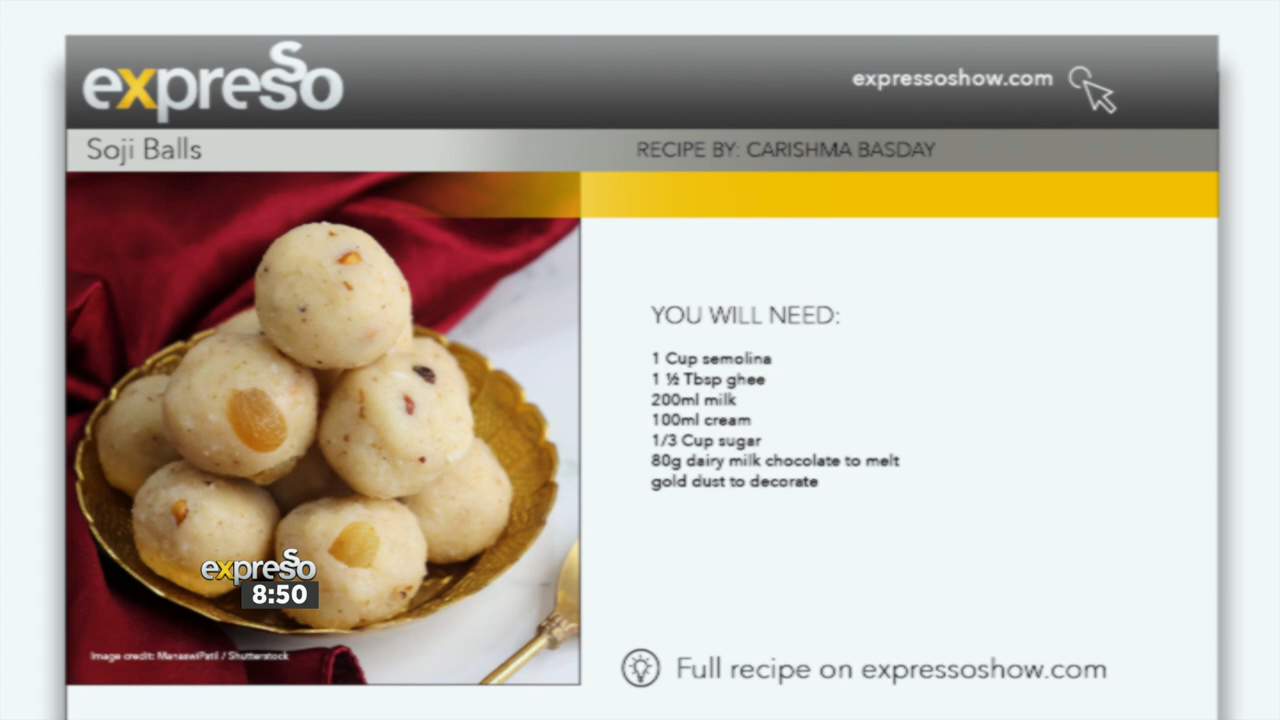 expresso
expressoshow.com
Soji Balls
RECIPE BY: CARISHMA BASDAY
YOU WILL NEED:
1 Cup semolina
1 ½ Tbsp ghee
200ml milk
100ml cream
1/3 Cup sugar
80g dairy milk chocolate to melt
gold dust to decorate
expresso
8:50
Image credit: ManaswiPatil / Shutterstock
Full recipe on expressoshow.com